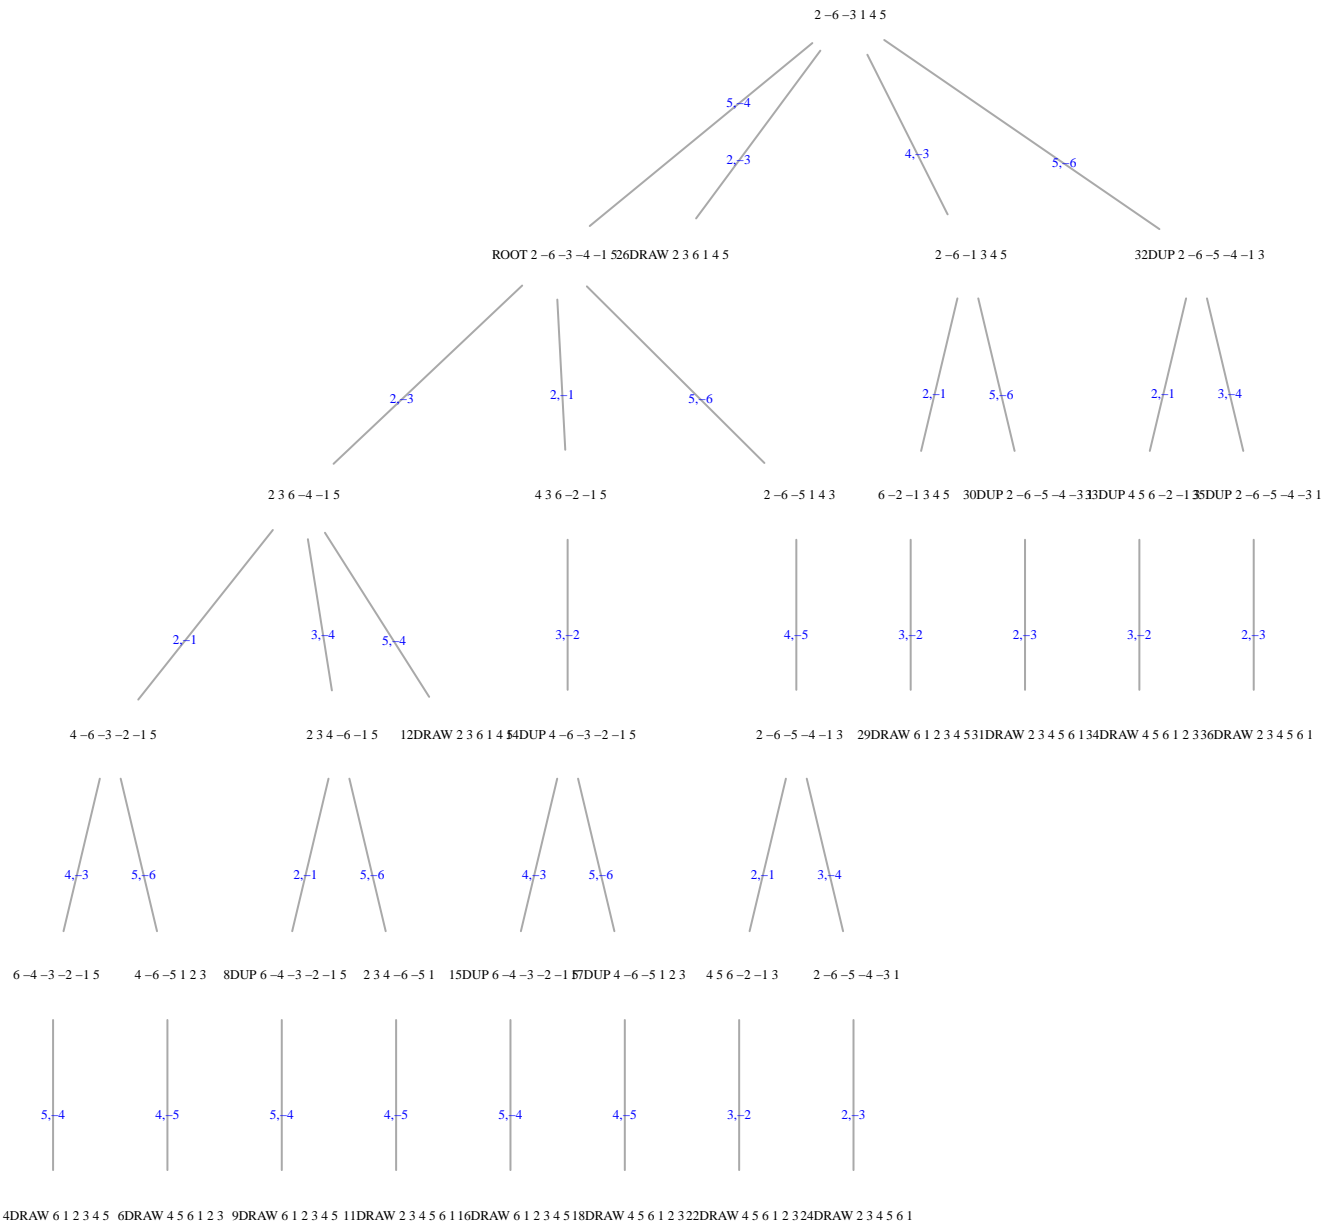 2 −6 −3 1 4 5
5,−4
2,−3
4,−3
5,−6
ROOT 2 −6 −3 −4 −1 5 26DRAW 2 3 6 1 4 5 2 −6 −1 3 4 5 32DUP 2 −6 −5 −4 −1 3
2,−3 2,−1 5,−6 2,−1 5,−6 2,−1 3,−4
2 3 6 −4 −1 5 4 3 6 −2 −1 5 2 −6 −5 1 4 3 6 −2 −1 3 4 5 30DUP 2 −6 −5 −4 −3 1 33DUP 4 5 6 −2 −1 3 35DUP 2 −6 −5 −4 −3 1
2,−1 3,−4 5,−4 3,−2 4,−5 3,−2 2,−3 3,−2 2,−3
4 −6 −3 −2 −1 5 2 3 4 −6 −1 5 12DRAW 2 3 6 1 4 5 14DUP 4 −6 −3 −2 −1 5 2 −6 −5 −4 −1 3 29DRAW 6 1 2 3 4 5 31DRAW 2 3 4 5 6 1 34DRAW 4 5 6 1 2 3 36DRAW 2 3 4 5 6 1
4,−3 5,−6 2,−1 5,−6 4,−3 5,−6 2,−1 3,−4
6 −4 −3 −2 −1 5 4 −6 −5 1 2 3 8DUP 6 −4 −3 −2 −1 5 2 3 4 −6 −5 1 15DUP 6 −4 −3 −2 −1 5 17DUP 4 −6 −5 1 2 3 4 5 6 −2 −1 3 2 −6 −5 −4 −3 1
5,−4 4,−5 5,−4 4,−5 5,−4 4,−5 3,−2 2,−3
4DRAW 6 1 2 3 4 5 6DRAW 4 5 6 1 2 3 9DRAW 6 1 2 3 4 5 11DRAW 2 3 4 5 6 1 16DRAW 6 1 2 3 4 5 18DRAW 4 5 6 1 2 3 22DRAW 4 5 6 1 2 3 24DRAW 2 3 4 5 6 1